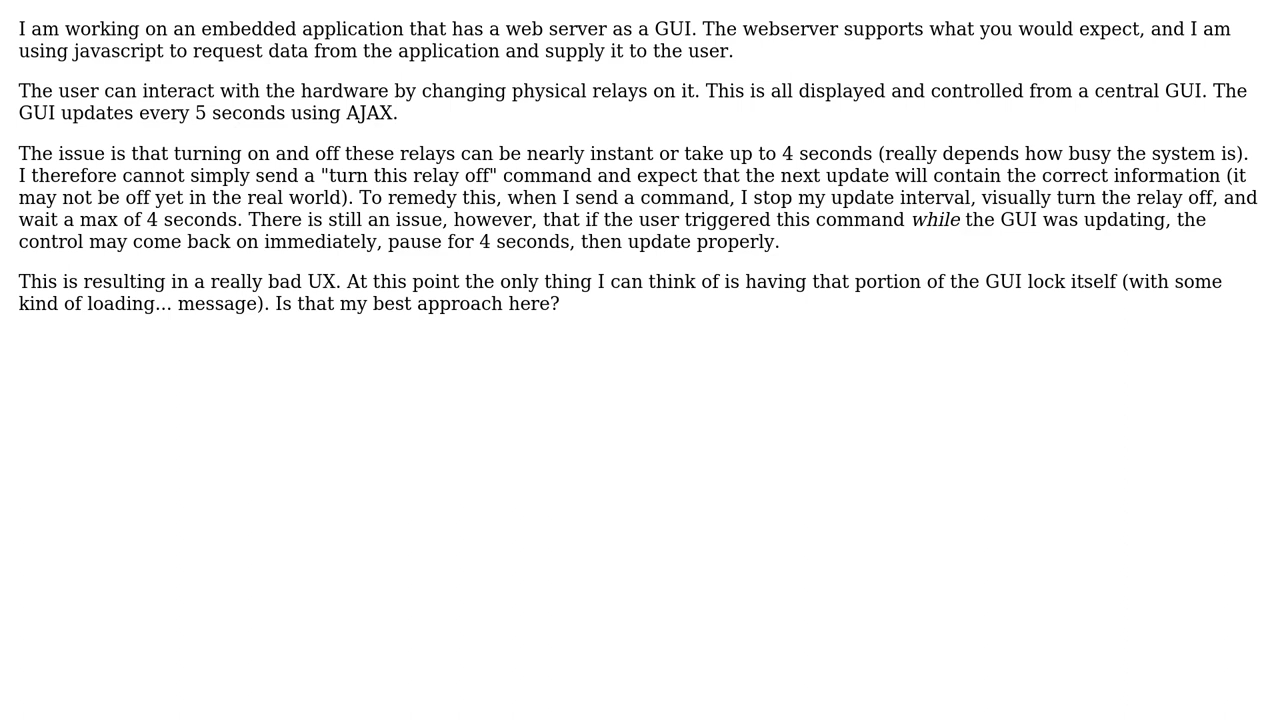 I am working on an embedded application that has a web server as a GUI. The webserver supports what you would expect, and I am
using javascript to request data from the application and supply it to the user.
The user can interact with the hardware by changing physical relays on it. This is all displayed and controlled from a central GUI. The
GUI updates every 5 seconds using AJAX.
The issue is that turning on and off these relays can be nearly instant or take up to 4 seconds (really depends how busy the system is).
I therefore cannot simply send a "turn this relay off" command and expect that the next update will contain the correct information (it
may not be off yet in the real world). To remedy this, when I send a command, I stop my update interval, visually turn the relay off, and
wait a max of 4 seconds. There is still an issue, however, that if the user triggered this command while the GUI was updating, the
control may come back on immediately, pause for 4 seconds, then update properly.
This is resulting in a really bad UX. At this point the only thing I can think of is having that portion of the GUI lock itself (with some
kind of loading... message). Is that my best approach here?